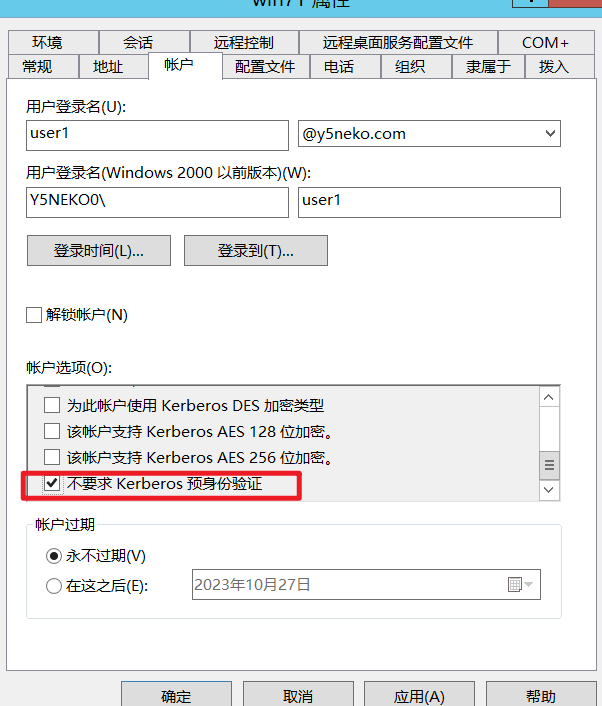 win71 属性
环境 会话 远程控制 远程桌面服务配置文件 COM+
常规 地址 帐户 配置文件 电话 组织 隶属于 拨入
用户登录名(U):
user1 @y5neko.com
用户登录名(Windows 2000 以前版本)(W):
Y5NEKO0\ user1
登录时间(L)... 登录到(T)...
解锁帐户(N)
帐户选项(O):
为此帐户使用 Kerberos DES 加密类型
该帐户支持 Kerberos AES 128 位加密。
该帐户支持 Kerberos AES 256 位加密。
不要求 Kerberos 预身份验证
帐户过期
永不过期(V)
在这之后(E): 2023年10月27日
确定 取消 应用(A) 帮助